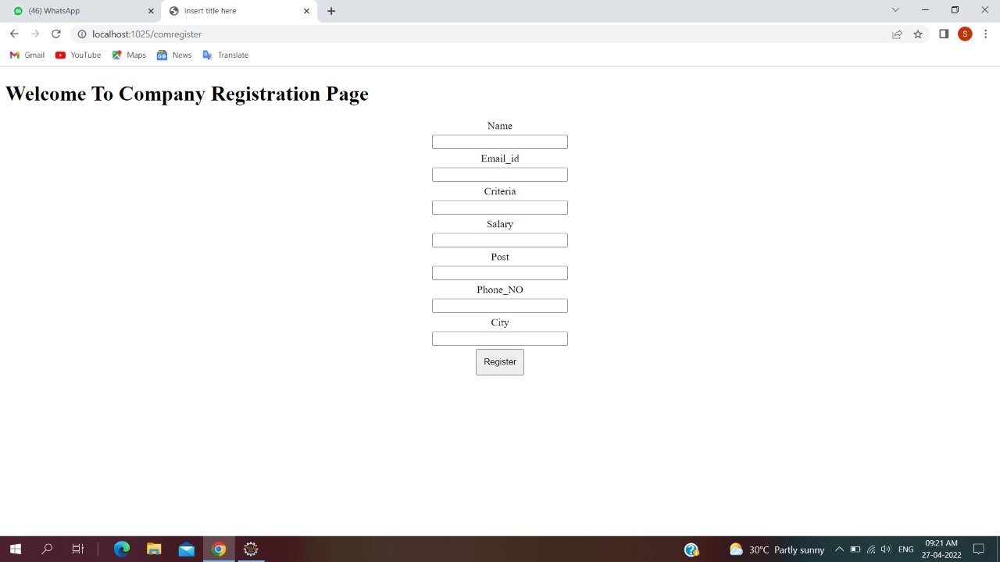 (46) WhatsApp
Insert title here
localhost:1025/comregister
S
Gmail
YouTube
Maps
News
Translate
Welcome To Company Registration Page
Name
Email_id
Criteria
Salary
Post
Phone_NO
City
Register
30°C Partly sunny
ENG
09:21 AM
27-04-2022